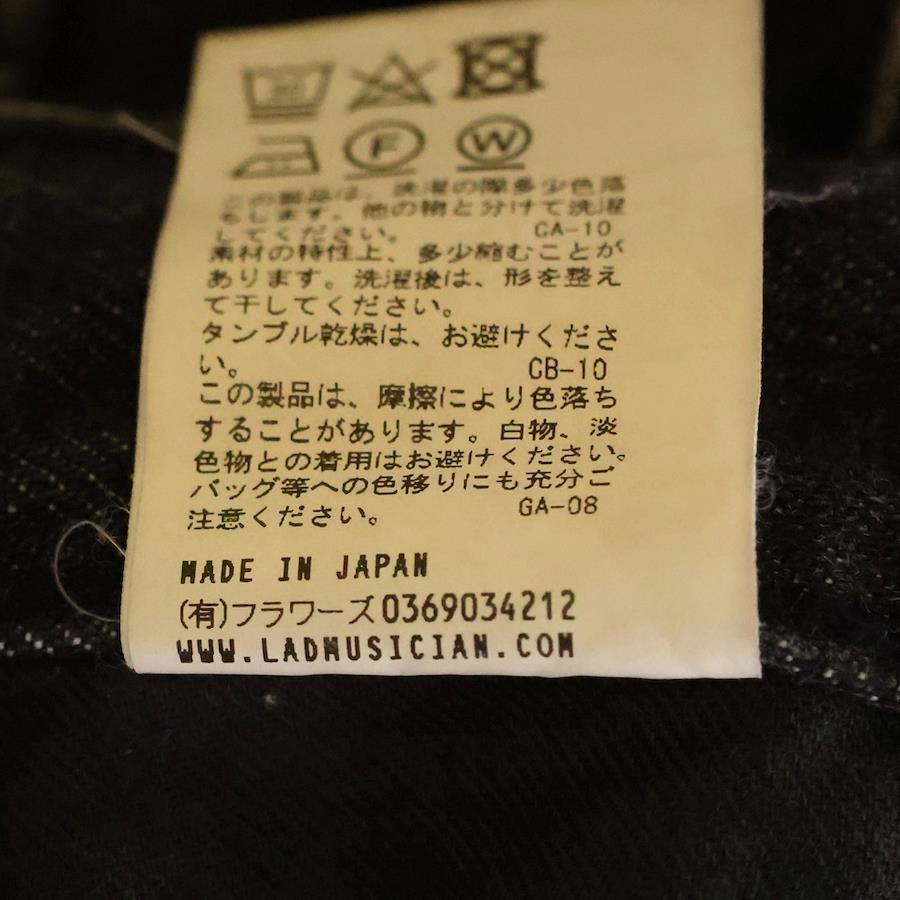 F W
この製品は、洗濯の際多少色落
ちします。他の物と分けて洗濯
してください。 GA-10
素材の特性上、多少縮むことが
あります。洗濯後は、形を整え
て干してください。
タンブル乾燥は、お避けくださ
い。 CB-10
この製品は、摩擦により色落ち
することがあります。白物、淡
色物との着用はお避けください。
バッグ等への色移りにも充分ご
注意ください。 GA-08
MADE IN JAPAN
(有)フラワーズ0369034212
WWW.LADMUSICIAN.COM